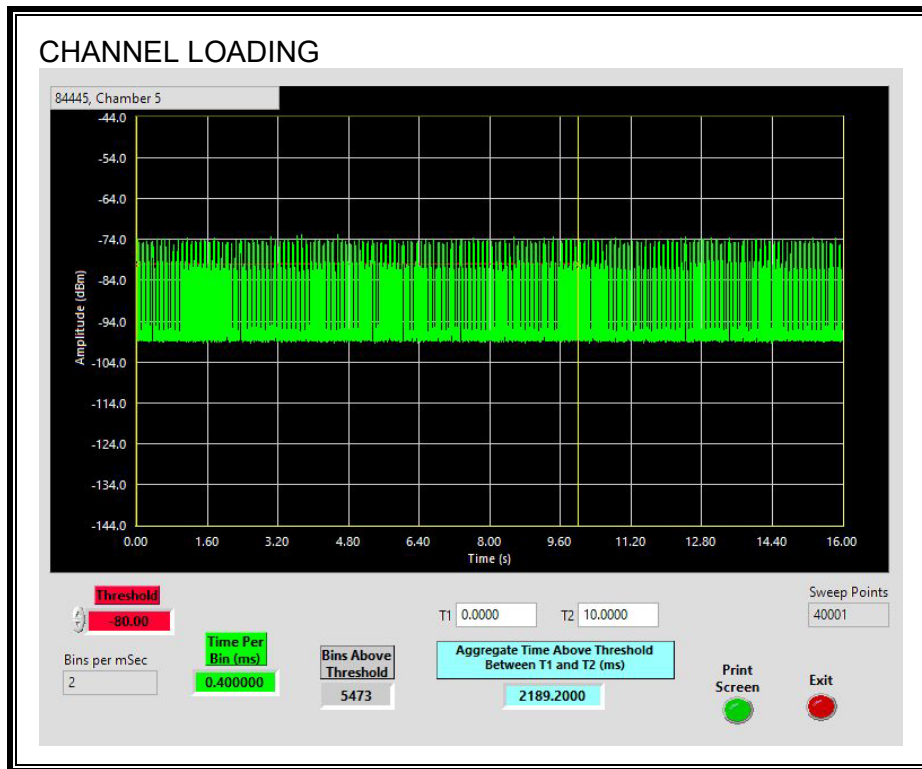 CHANNEL LOADING
84445, Chamber 5
-44.0
-54.0
-64.0
-74.0
-84.0
-94.0
-104.0
-114.0
-124.0
-134.0
-144.0
Amplitude (dBm)
0.00 1.60 3.20 4.80 6.40 8.00 9.60 11.20 12.80 14.40 16.00
Time (s)
Threshold
-80.00
Bins per mSec
2
Time Per
Bin (ms)
0.400000
Bins Above
Threshold
5473
T1 0.0000 T2 10.0000
Aggregate Time Above Threshold
Between T1 and T2 (ms)
2189.2000
Sweep Points
40001
Print
Screen
Exit